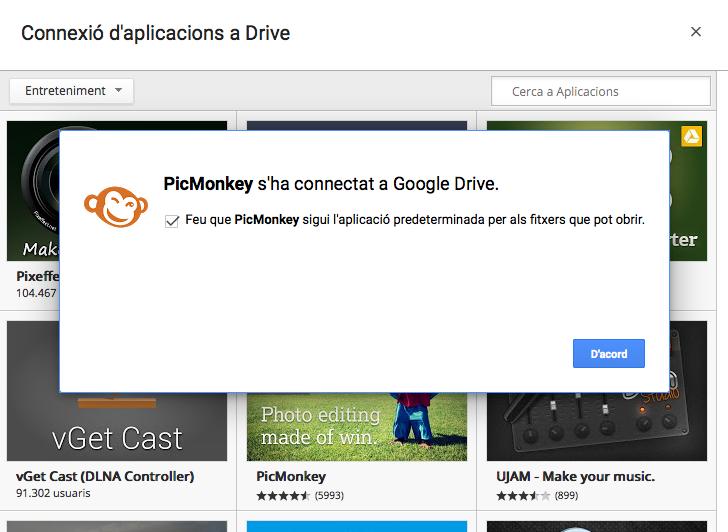 Connexió d'aplicacions a Drive
Entreteniment
Cerca a Aplicacions
PicMonkey s'ha connectat a Google Drive.
Feu que PicMonkey sigui l'aplicació predeterminada per als fitxers que pot obrir.
D'acord
Mak
rter
Pixeffe
104.467
vGet Cast
Photo editing
made of win.
STUDIO
vGet Cast (DLNA Controller)
91.302 usuaris
PicMonkey
(5993)
UJAM - Make your music.
(899)